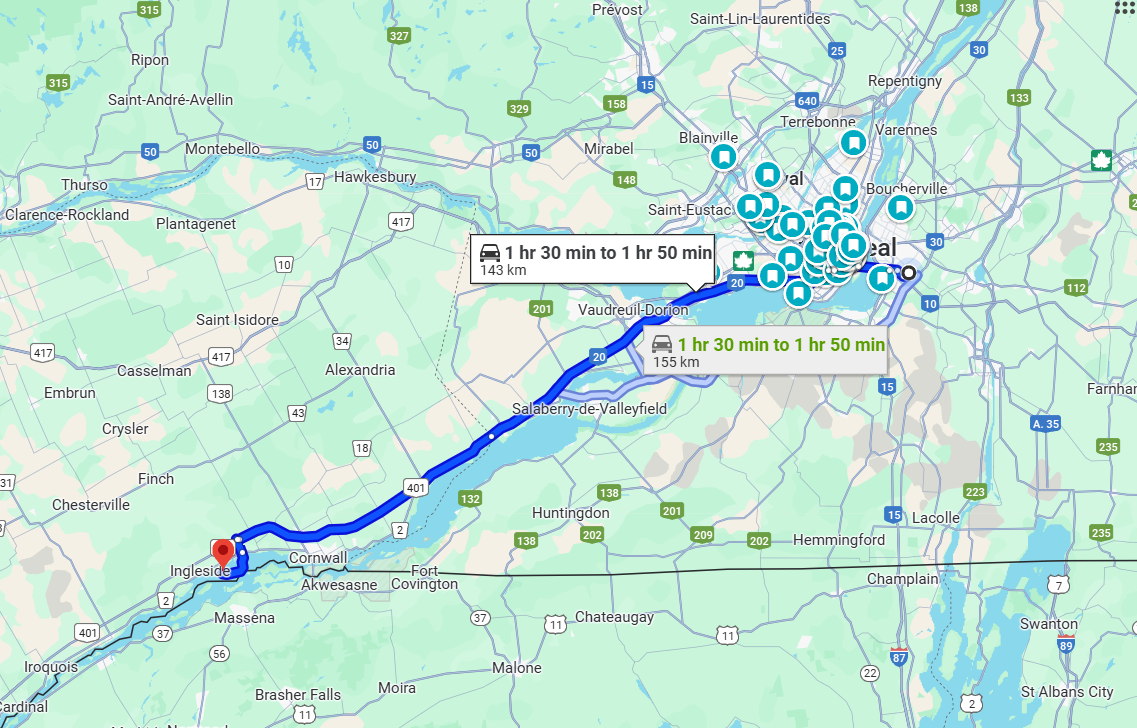 315
Prévost
Saint-Lin-Laurentides
138
327
25
30
Ripon
315
15
Repentigny
Saint-André-Avellin
329
158
640
133
Terrebonne
Varennes
50
Montebello
50
50
Mirabel
Blainville
17
Hawkesbury
148
val
Boucherville
Thurso
Clarence-Rockland
Plantagenet
417
Saint-Eustac
30
eal
1 hr 30 min to 1 hr 50 min
143 km
10
20
112
201
Vaudreuil-Dorion
10
Saint Isidore
34
1 hr 30 min to 1 hr 50 min
155 km
417
417
20
Casselman
Alexandria
15
Embrun
138
Farnhar
43
Salaberry-de-Valleyfield
Crysler
A. 35
18
235
31
Finch
401
132
138
223
Chesterville
201
Huntingdon
15
Lacolle
2
138
202
209
202
Hemmingford
235
Cornwall
Ingleside
Akwesasne
Fort
Covington
Champlain
7
2
Massena
37
11
Chateaugay
Swanton
401
37
11
89
56
87
Iroquois
Malone
22
Brasher Falls
Moira
St Albans City
Cardinal
11
2